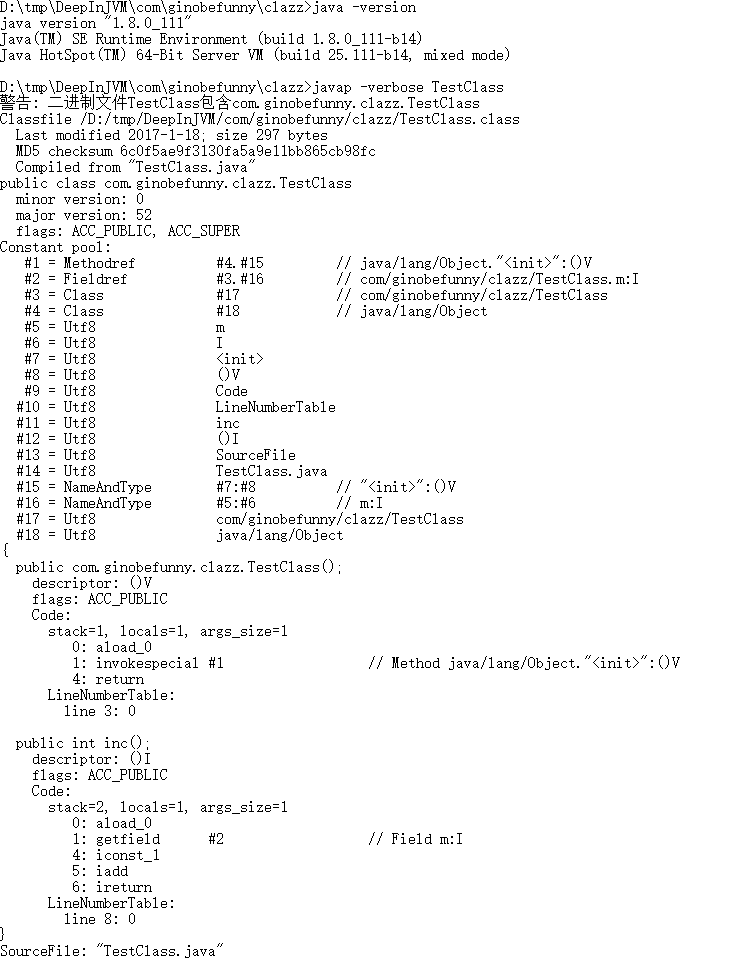 D:\tmp\DeepInJVM\com\ginobefunny\clazz>java -version
java version "1.8.0_111"
Java(TM) SE Runtime Environment (build 1.8.0_111-b14)
Java HotSpot(TM) 64-Bit Server VM (build 25.111-b14, mixed mode)
D:\tmp\DeepInJVM\com\ginobefunny\clazz>javap -verbose TestClass
警告: 二进制文件TestClass包含com.ginobefunny.clazz.TestClass
Classfile /D:/tmp/DeepInJVM/com/ginobefunny/clazz/TestClass.class
  Last modified 2017-1-18; size 297 bytes
  MD5 checksum 6c0f5ae9f3130fa5a9e11bb865cb98fc
  Compiled from "TestClass.java"
public class com.ginobefunny.clazz.TestClass
  minor version: 0
  major version: 52
  flags: ACC_PUBLIC, ACC_SUPER
Constant pool:
   #1 = Methodref          #4.#15         // java/lang/Object."<init>":()V
   #2 = Fieldref           #3.#16         // com/ginobefunny/clazz/TestClass.m:I
   #3 = Class              #17            // com/ginobefunny/clazz/TestClass
   #4 = Class              #18            // java/lang/Object
   #5 = Utf8               m
   #6 = Utf8               I
   #7 = Utf8               <init>
   #8 = Utf8               ()V
   #9 = Utf8               Code
  #10 = Utf8               LineNumberTable
  #11 = Utf8               inc
  #12 = Utf8               ()I
  #13 = Utf8               SourceFile
  #14 = Utf8               TestClass.java
  #15 = NameAndType        #7:#8          // "<init>":()V
  #16 = NameAndType        #5:#6          // m:I
  #17 = Utf8               com/ginobefunny/clazz/TestClass
  #18 = Utf8               java/lang/Object
{
  public com.ginobefunny.clazz.TestClass();
    descriptor: ()V
    flags: ACC_PUBLIC
    Code:
      stack=1, locals=1, args_size=1
         0: aload_0
         1: invokespecial #1                  // Method java/lang/Object."<init>":()V
         4: return
      LineNumberTable:
        line 3: 0
  public int inc();
    descriptor: ()I
    flags: ACC_PUBLIC
    Code:
      stack=2, locals=1, args_size=1
         0: aload_0
         1: getfield      #2                  // Field m:I
         4: iconst_1
         5: iadd
         6: ireturn
      LineNumberTable:
        line 8: 0
}
SourceFile: "TestClass.java"